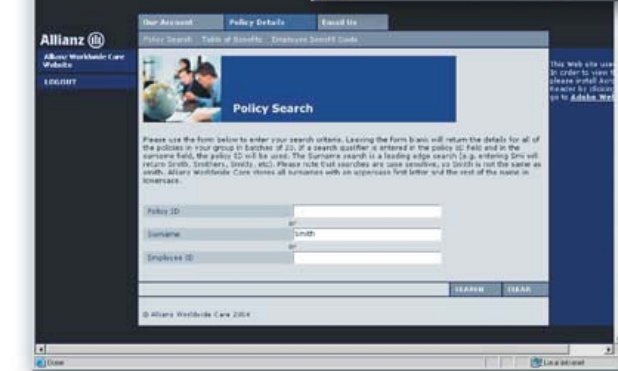 Our Account Policy Details Email Us
Policy Search Table of Benefits Employee Benefit Guide
Allianz
Allianz Worldwide Care
Website
LOGOUT
This Web site uses
In order to view t
please install Acro
Reader by clicking
go to Adobe Web
Policy Search
Please use the form below to enter your search criteria. Leaving the form blank will return the details for all of
the policies in your group in batches of 20. If a search qualifier is entered in the policy ID field and in the
surname field, the policy ID will be used. The Surname search is a leading edge search (e.g. entering Smi will
return Smith, Smithers, Smidy, etc). Please note that searches are case sensitive, so Smith is not the same as
smith. Allianz Worldwide Care stores all surnames with an uppercase first letter and the rest of the name in
lowercase.
Policy ID
or
Surname Smith
or
Employee ID
SEARCH CLEAR
© Allianz Worldwide Care 2004
Done Local intranet